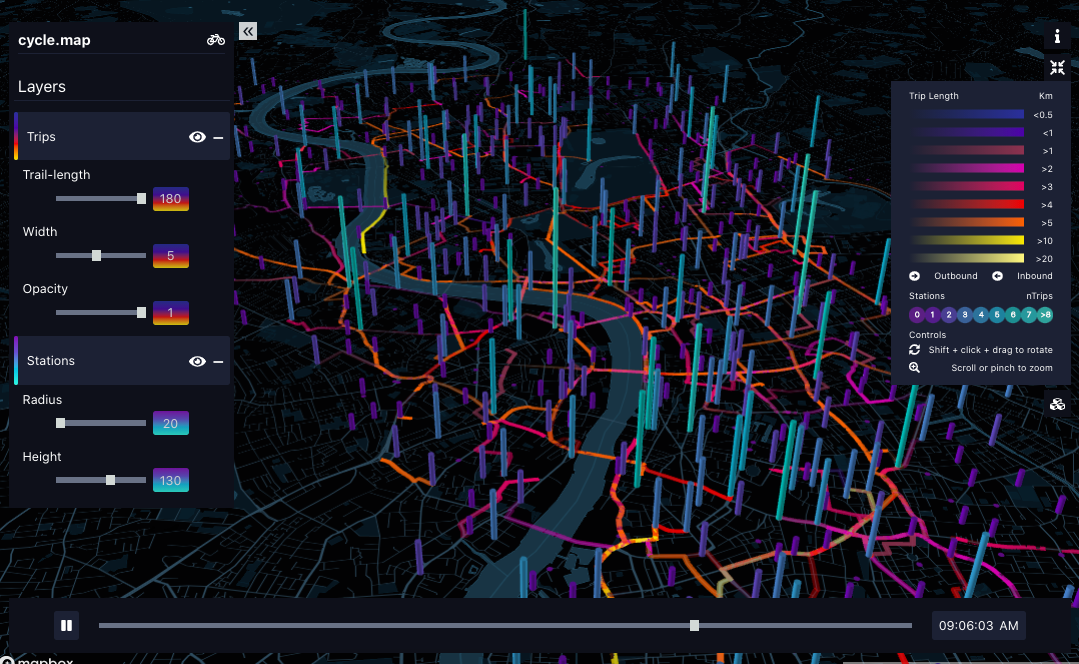 cycle.map
Layers
Trips
Trail-length
180
Width
5
Opacity
1
Stations
Radius
20
Height
130
Trip Length Km
<0.5
<1
>1
>2
>3
>4
>5
>10
>20
Outbound Inbound
Stations nTrips
0 1 2 3 4 5 6 7 >8
Controls
Shift + click + drag to rotate
Scroll or pinch to zoom
09:06:03 AM
mapbox